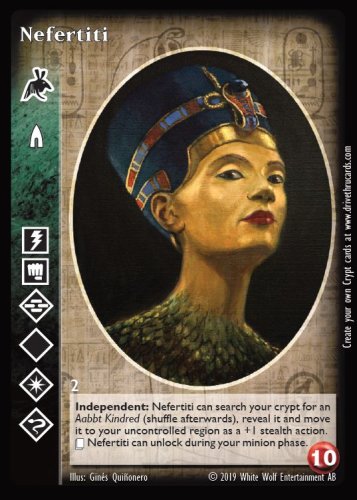 Nefertiti
Create your own Crypt cards at www.drivethrucards.com
2
Independent: Nefertiti can search your crypt for an
Aabbt Kindred (shuffle afterwards), reveal it and move
to your uncontrolled region as a +1 stealth action.
Nefertiti can unlock during your minion phase.
10
Illus: Ginés Quiñonero
© 2019 White Wolf Entertainment AB